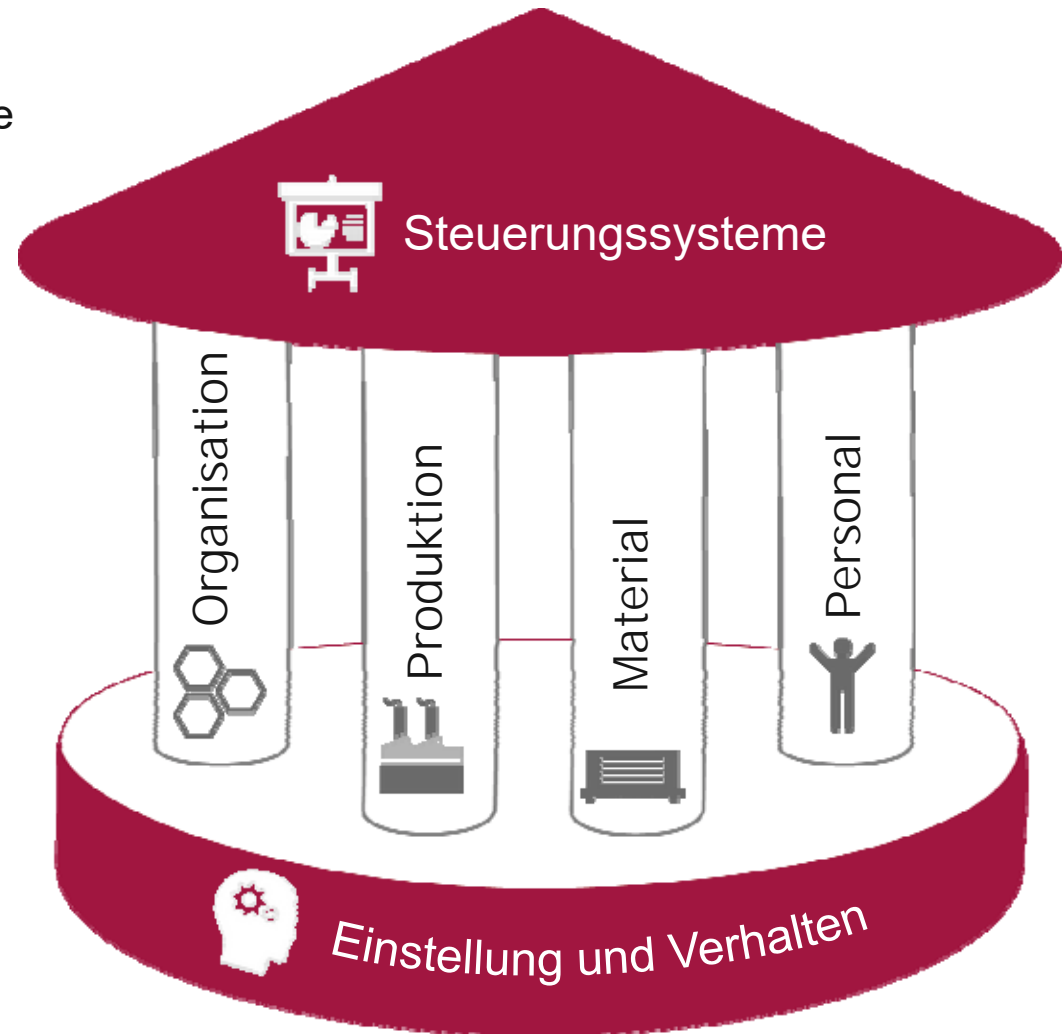 e
Steuerungssysteme
Organisation
Produktion
Material
Personal
Einstellung und Verhalten